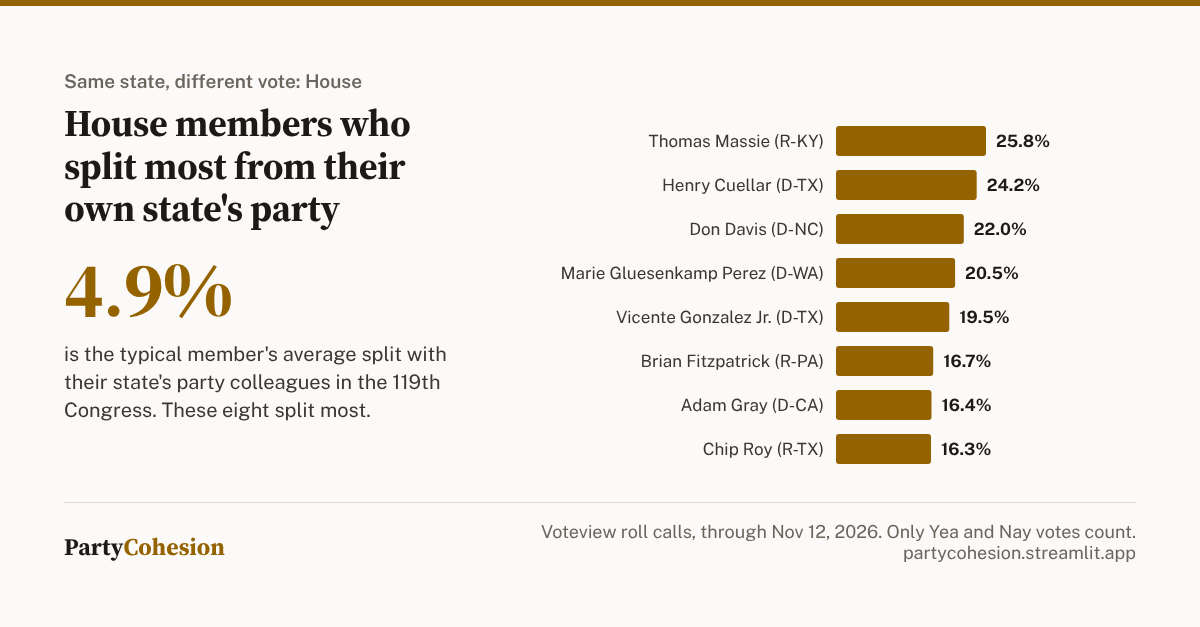 Same state, different vote: House
House members who
split most from their
own state's party
4.9%
is the typical member's average split with
their state's party colleagues in the 119th
Congress. These eight split most.
Thomas Massie (R-KY) 25.8%
Henry Cuellar (D-TX) 24.2%
Don Davis (D-NC) 22.0%
Marie Gluesenkamp Perez (D-WA) 20.5%
Vicente Gonzalez Jr. (D-TX) 19.5%
Brian Fitzpatrick (R-PA) 16.7%
Adam Gray (D-CA) 16.4%
Chip Roy (R-TX) 16.3%
PartyCohesion
Voteview roll calls, through Nov 12, 2026. Only Yea and Nay votes count.
partycohesion.streamlit.app